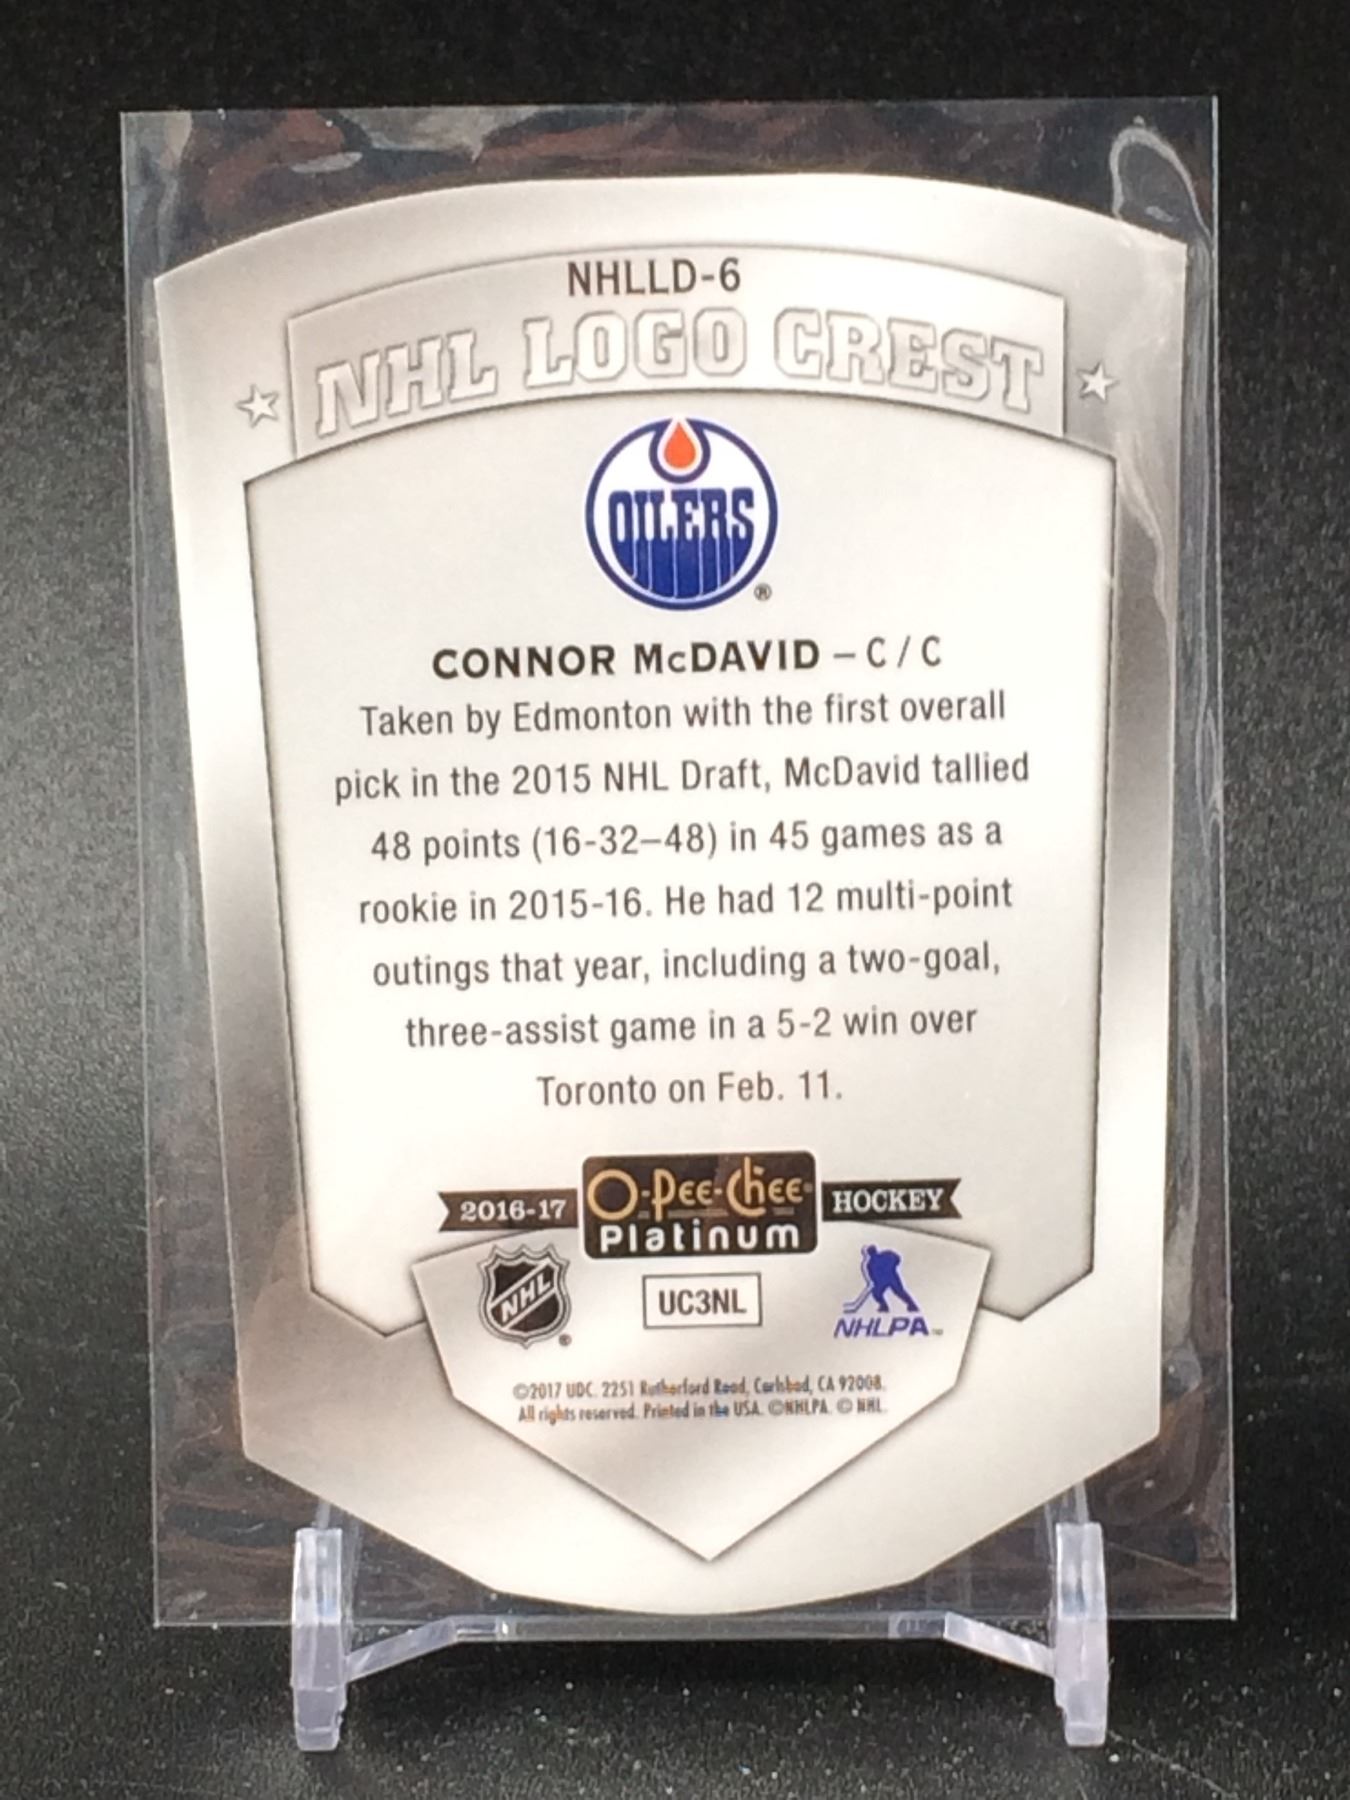 NHLLD-6
NHL LOGO CREST
OILERS
®
CONNOR McDAVID – C / C
Taken by Edmonton with the first overall
pick in the 2015 NHL Draft, McDavid tallied
48 points (16-32–48) in 45 games as a
rookie in 2015-16. He had 12 multi-point
outings that year, including a two-goal,
three-assist game in a 5-2 win over
Toronto on Feb. 11.
2016-17 O-Pee-Chee HOCKEY
Platinum
NHL ® UC3NL NHLPA™
©2017 UDC. 2251 Rutherford Road, Carlsbad, CA 92008.
All rights reserved. Printed in the USA. ©NHLPA. © NHL.